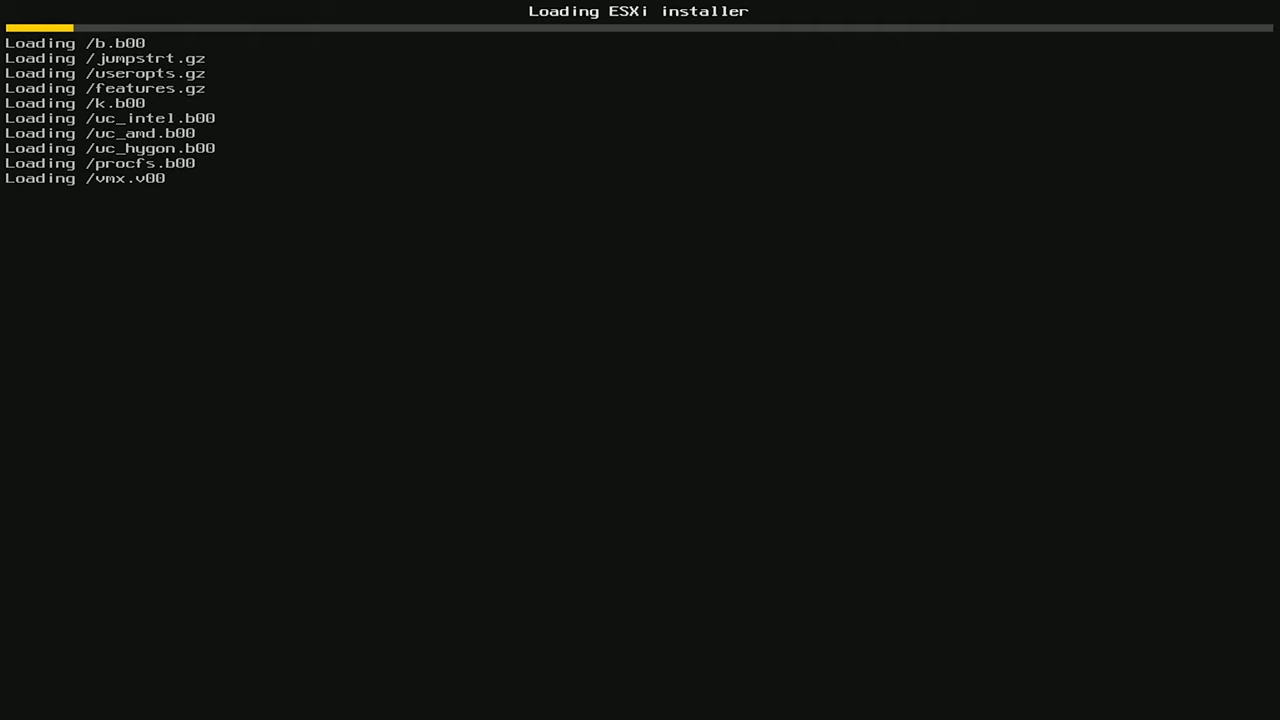 Loading ESXi installer
Loading /b.b00
Loading /jumpstrt.gz
Loading /useropts.gz
Loading /features.gz
Loading /k.b00
Loading /uc_intel.b00
Loading /uc_amd.b00
Loading /uc_hygon.b00
Loading /procfs.b00
Loading /vmx.v00